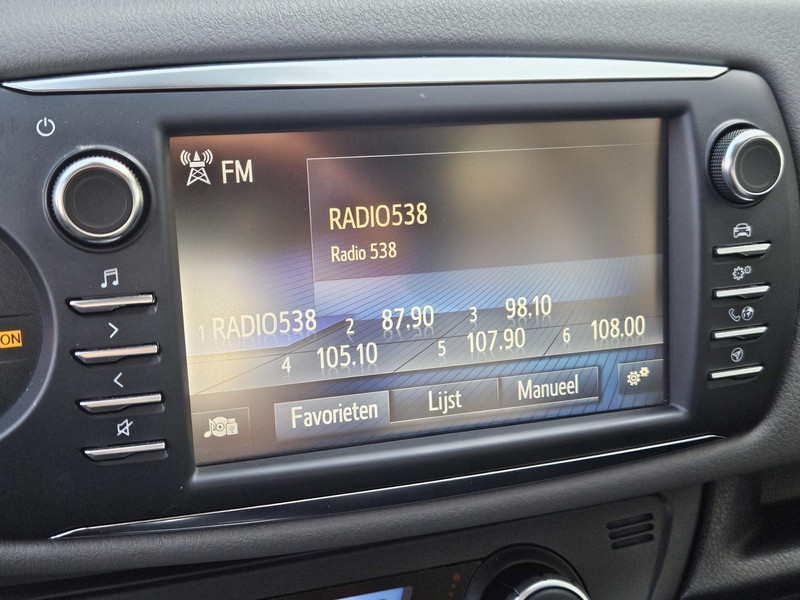 FM
RADIO538
Radio 538
1 RADIO538 2 87.90 3 98.10
4 105.10 5 107.90 6 108.00
Favorieten Lijst Manueel
ON